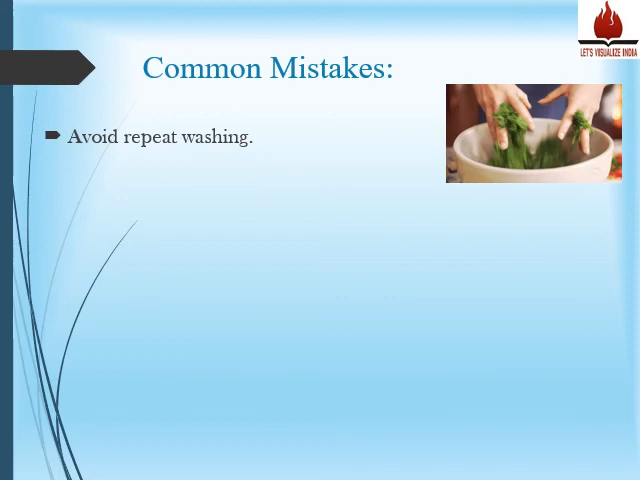 LET'S VISUALIZE INDIA
Common Mistakes:
Avoid repeat washing.